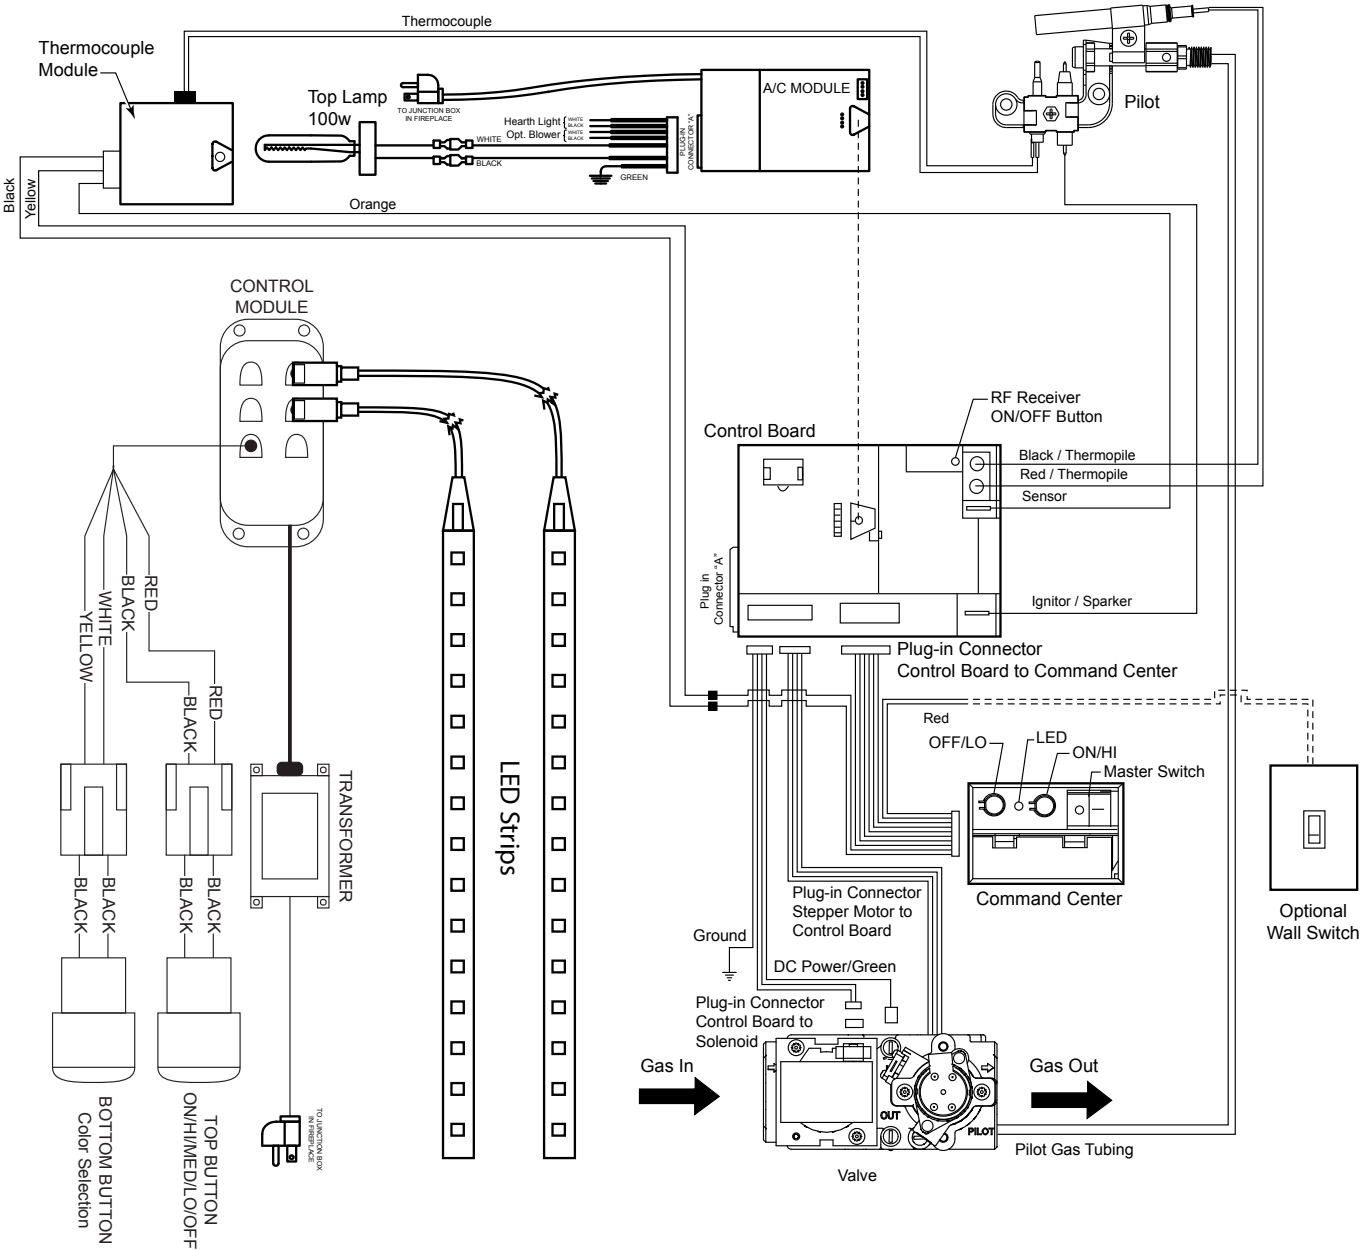 Thermocouple
Thermocouple
Module
Top Lamp
100w
TO JUNCTION BOX
IN FIREPLACE
Hearth Light
WHITE
BLACK
Opt. Blower
WHITE
BLACK
WHITE
BLACK
GREEN
PLUG-IN
CONNECTOR "A"
A/C MODULE
Pilot
Black
Yellow
Orange
CONTROL
MODULE
RF Receiver
ON/OFF Button
Control Board
Black / Thermopile
Red / Thermopile
Sensor
Plug in
Connector "A"
Ignitor / Sparker
Plug-in Connector
Control Board to Command Center
RED
BLACK
WHITE
YELLOW
RED
BLACK
Red
OFF/LO
LED
ON/HI
Master Switch
LED Strips
TRANSFORMER
BLACK
BLACK
BLACK
BLACK
Command Center
Optional
Wall Switch
Plug-in Connector
Stepper Motor to
Control Board
Ground
DC Power/Green
Plug-in Connector
Control Board to
Solenoid
Gas In
Gas Out
OUT
PILOT
Pilot Gas Tubing
Valve
BOTTOM BUTTON
Color Selection
TOP BUTTON
ON/HI/MED/LO/OFF
TO JUNCTION BOX
IN FIREPLACE